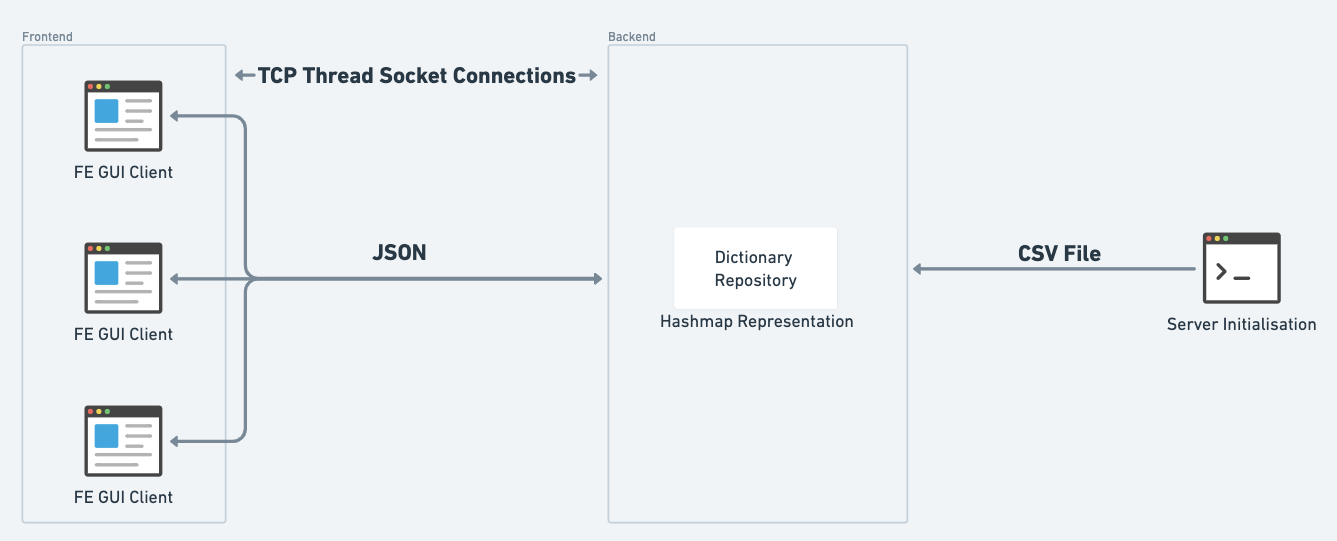 Frontend
Backend
TCP Thread Socket Connections
FE GUI Client
FE GUI Client
FE GUI Client
JSON
Dictionary
Repository
Hashmap Representation
CSV File
Server Initialisation